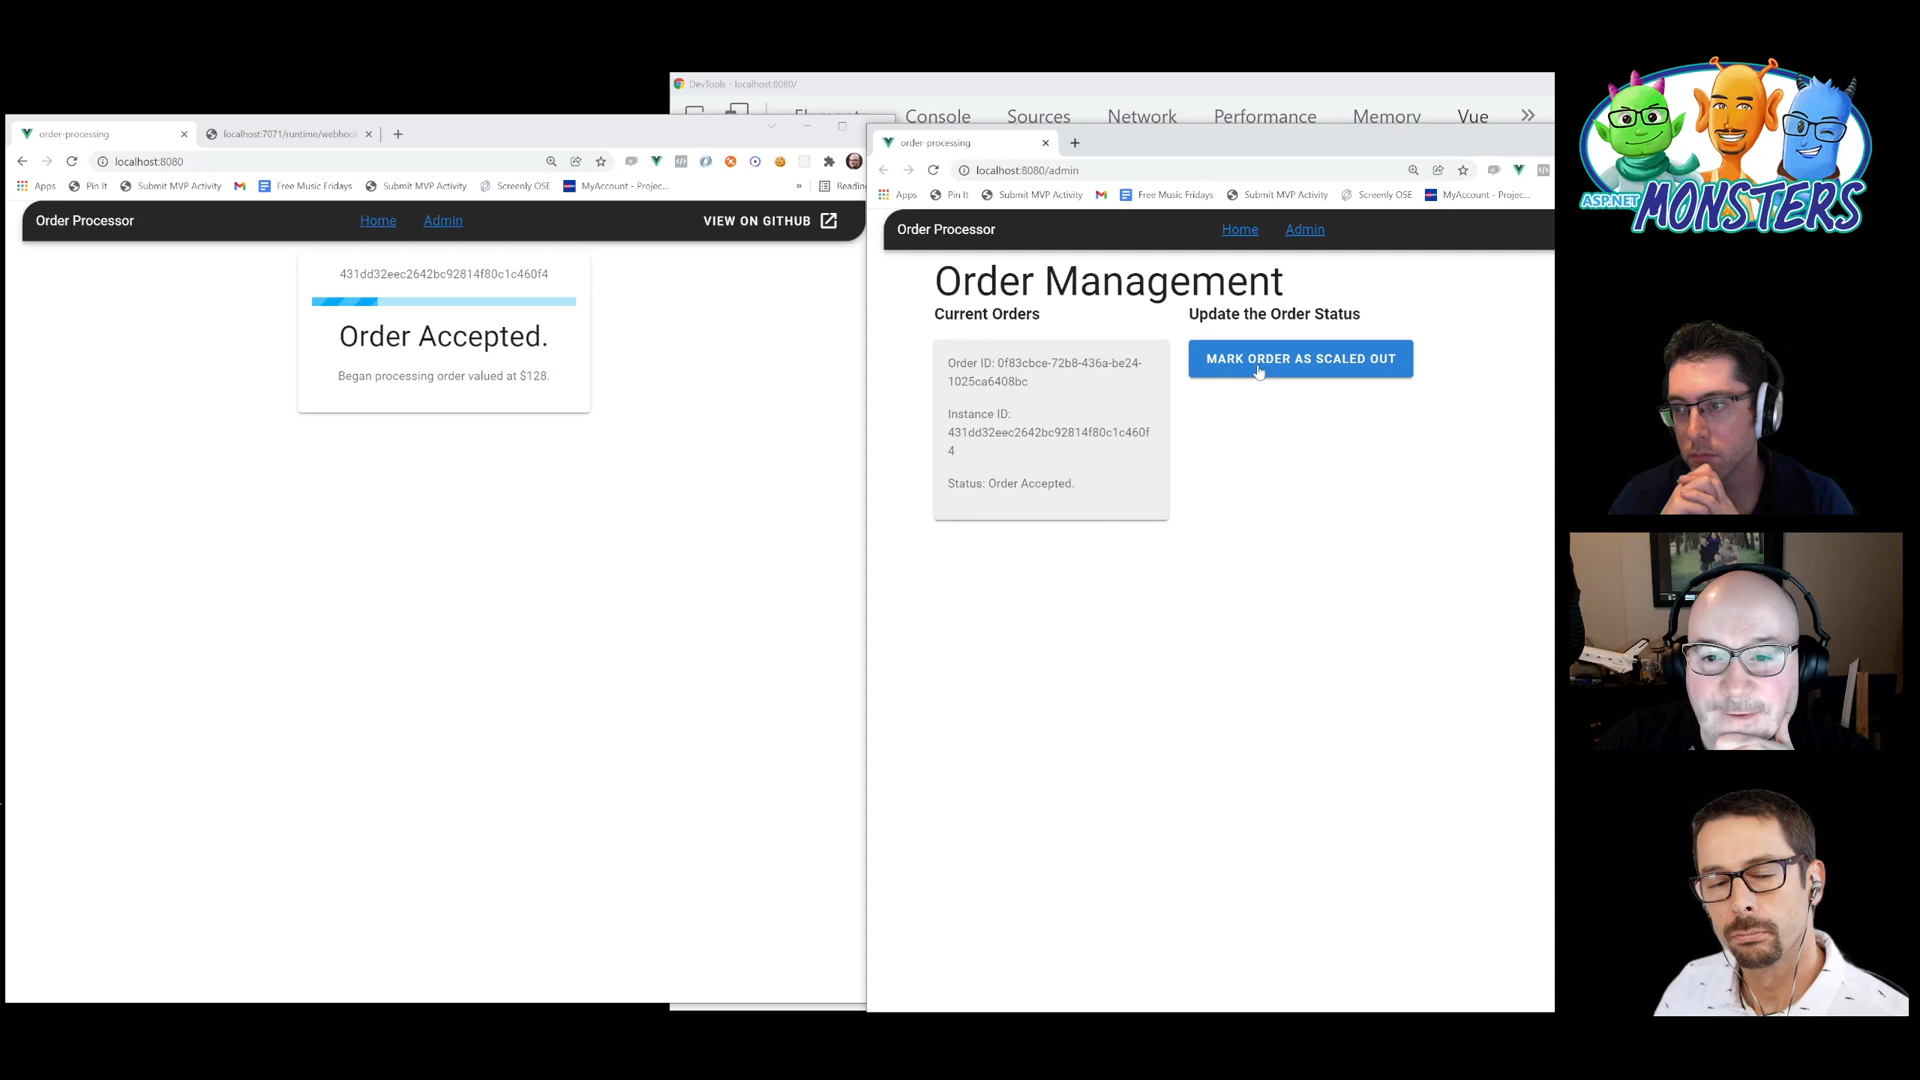 DevTools - localhost:8080/
Console Sources Network Performance Memory Vue
order-processing
localhost:7071/runtime/webhook
localhost:8080
Apps Pin It Submit MVP Activity Free Music Fridays Submit MVP Activity Screenly OSE MyAccount - Projec... » Reading
Order Processor Home Admin VIEW ON GITHUB
431dd32eec2642bc92814f80c1c460f4
Order Accepted.
Began processing order valued at $128.
order-processing
localhost:8080/admin
Apps Pin It Submit MVP Activity Free Music Fridays Submit MVP Activity Screenly OSE MyAccount - Projec...
Order Processor Home Admin
Order Management
Current Orders
Order ID: 0f83cbce-72b8-436a-be24-
1025ca6408bc
Instance ID:
431dd32eec2642bc92814f80c1c460f
4
Status: Order Accepted.
Update the Order Status
MARK ORDER AS SCALED OUT
ASP.NET MONSTERS